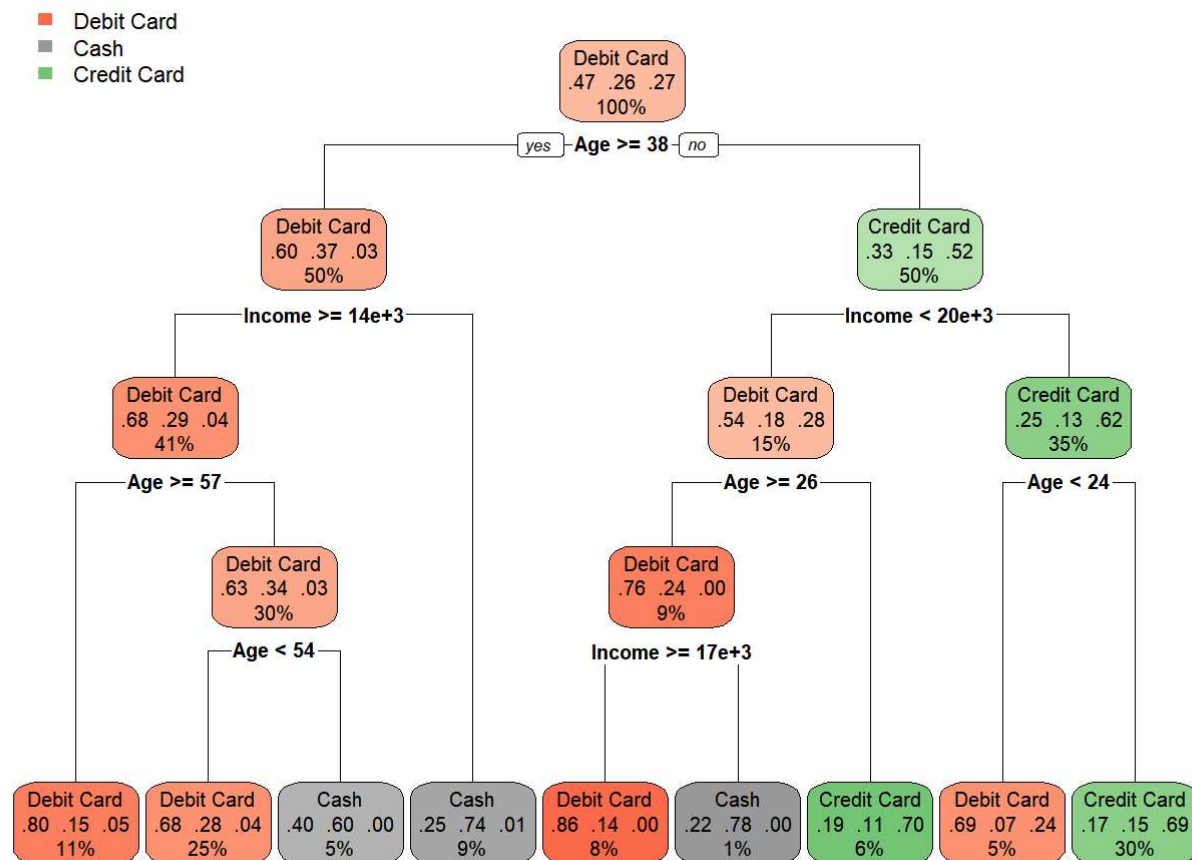 Debit Card
Cash
Credit Card
Debit Card
.47 .26 .27
100%
yes Age >= 38 no
Debit Card
.60 .37 .03
50%
Credit Card
.33 .15 .52
50%
Income >= 14e+3
Income < 20e+3
Debit Card
.68 .29 .04
41%
Debit Card
.54 .18 .28
15%
Credit Card
.25 .13 .62
35%
Age >= 57
Age >= 26
Age < 24
Debit Card
.63 .34 .03
30%
Debit Card
.76 .24 .00
9%
Age < 54
Income >= 17e+3
Debit Card
.80 .15 .05
11%
Debit Card
.68 .28 .04
25%
Cash
.40 .60 .00
5%
Cash
.25 .74 .01
9%
Debit Card
.86 .14 .00
8%
Cash
.22 .78 .00
1%
Credit Card
.19 .11 .70
6%
Debit Card
.69 .07 .24
5%
Credit Card
.17 .15 .69
30%